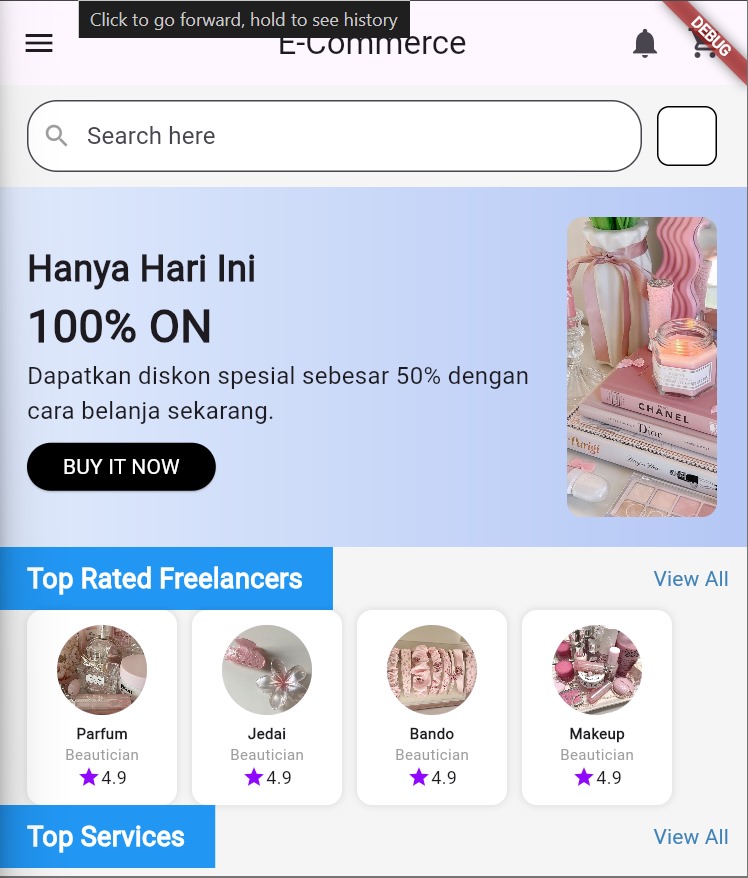 Click to go forward, hold to see history
E-Commerce
DEBUG
Search here
Hanya Hari Ini
100% ON
Dapatkan diskon spesial sebesar 50% dengan
cara belanja sekarang.
BUY IT NOW
CHANEL
Dior
Top Rated Freelancers
View All
Parfum
Beautician
4.9
Jedai
Beautician
4.9
Bando
Beautician
4.9
Makeup
Beautician
4.9
Top Services
View All